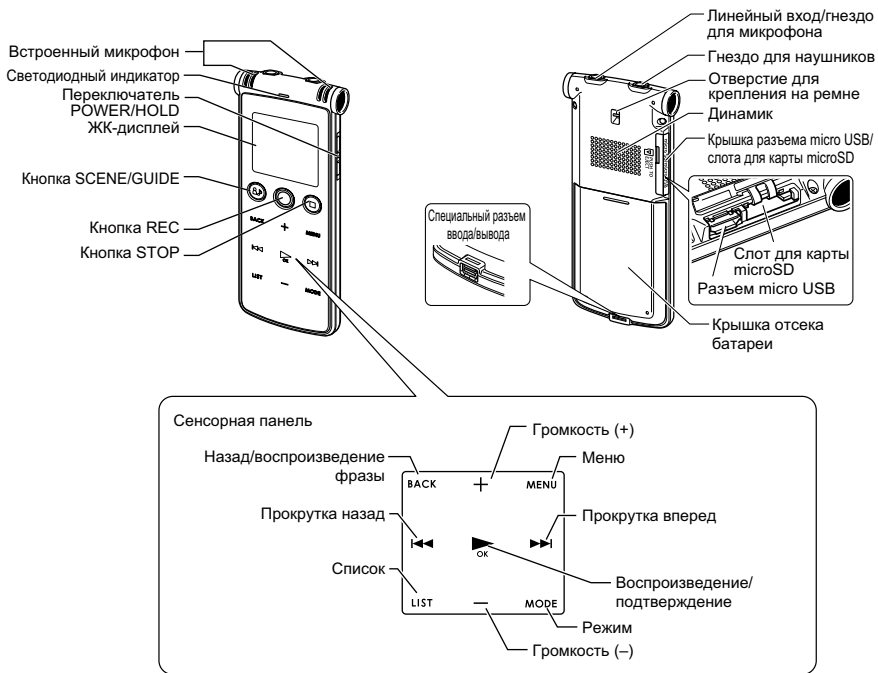 Встроенный микрофон
Светодиодный индикатор
Переключатель
POWER/HOLD
ЖК-дисплей
Кнопка SCENE/GUIDE
Кнопка REC
Кнопка STOP
BACK
MENU
OK
LIST
MODE
Линейный вход/гнездо
для микрофона
Гнездо для наушников
Отверстие для
крепления на ремне
Динамик
Крышка разъема micro USB/
слота для карты microSD
Специальный разъем
ввода/вывода
Слот для карты
microSD
Разъем micro USB
Крышка отсека
батареи
Сенсорная панель
Громкость (+)
Назад/воспроизведение
фразы
Меню
BACK
MENU
Прокрутка назад
Прокрутка вперед
OK
Список
Воспроизведение/
подтверждение
LIST
MODE
Режим
Громкость (–)